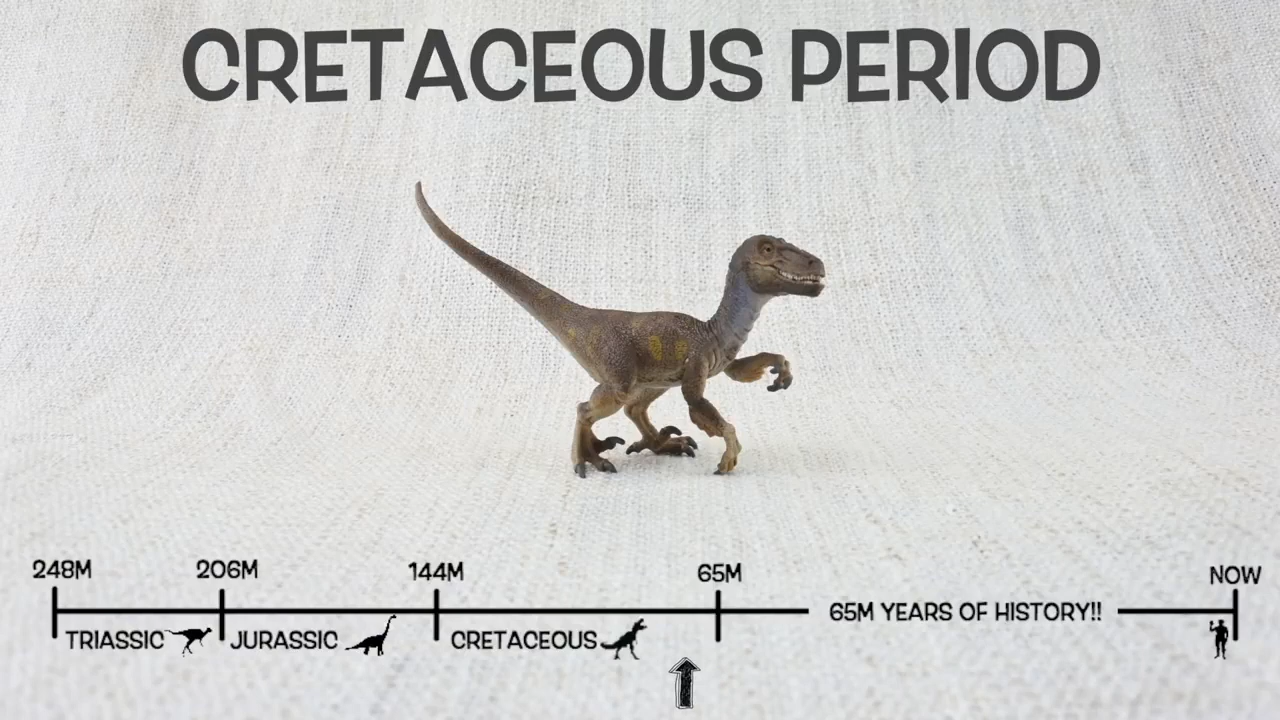 CRETACEOUS PERIOD
248M 206M 144M 65M NOW
65M YEARS OF HISTORY!!
TRIASSIC JURASSIC CRETACEOUS